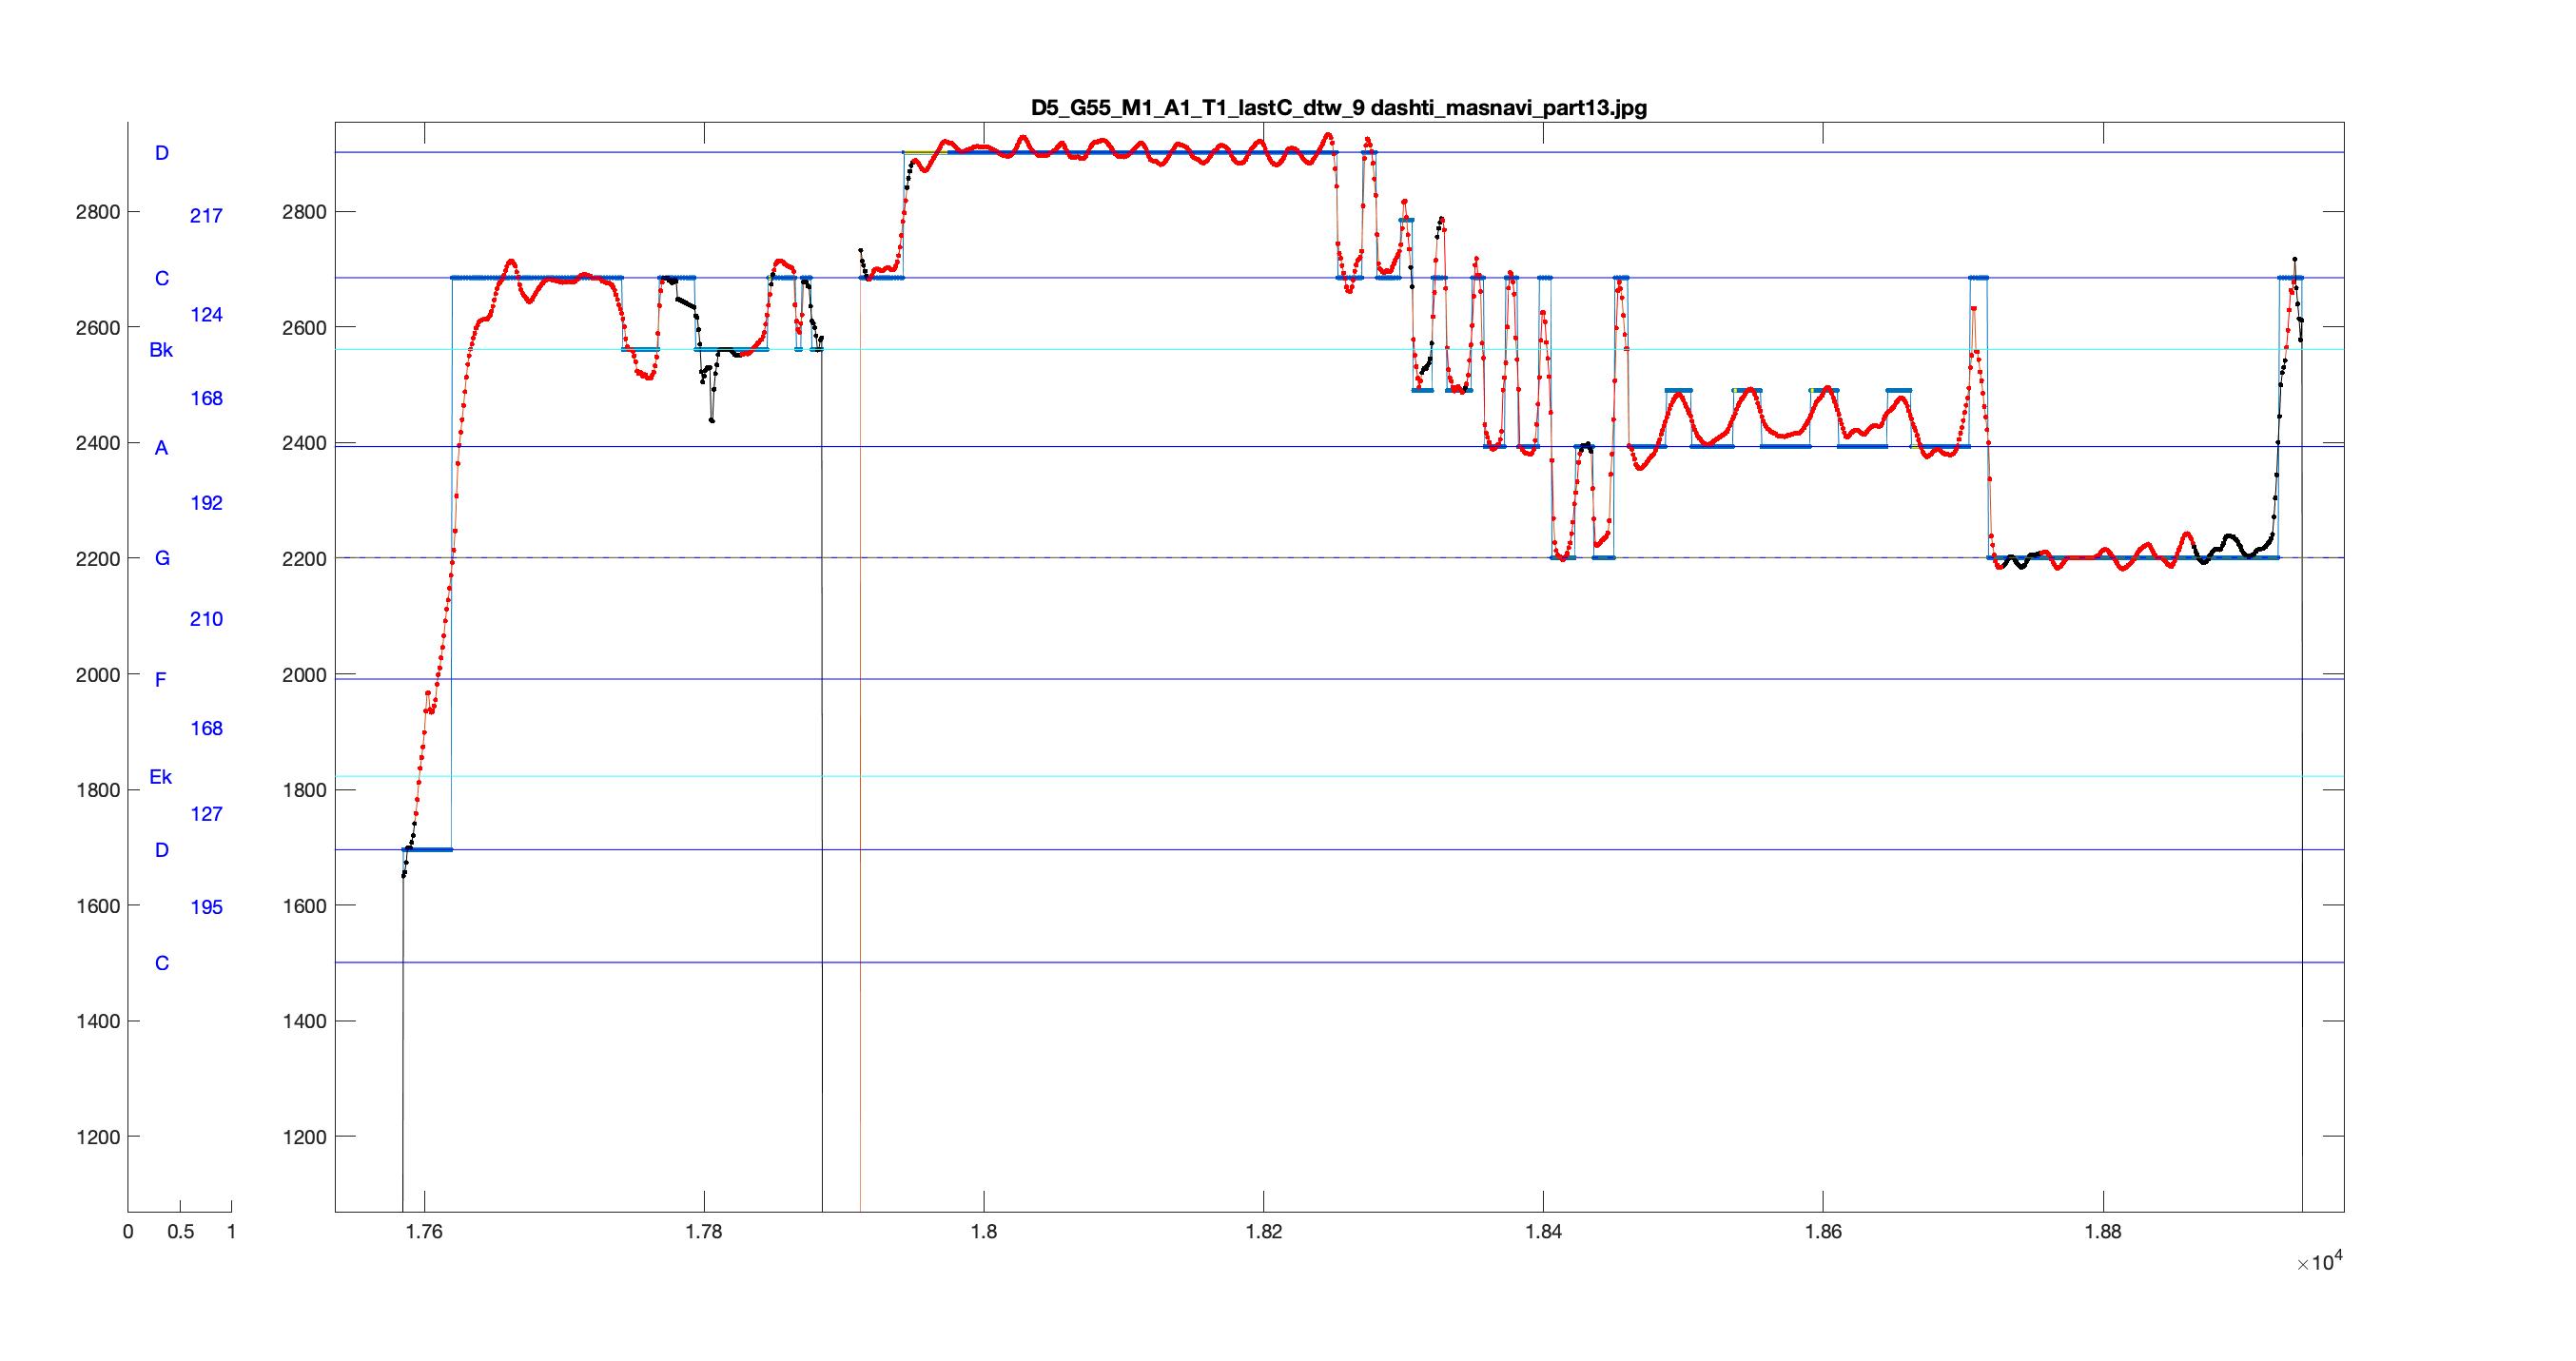 D5_G55_M1_A1_T1_lastC_dtw_9 dashti_masnavi_part13.jpg
D
2800 217 2800
C
124
2600 2600
Bk
168
2400 2400
A
192
2200 G 2200
210
2000 F 2000
168
Ek
1800 1800
127
D
1600 195 1600
C
1400 1400
1200 1200
0 0.5 1 1.76 1.78 1.8 1.82 1.84 1.86 1.88
×10⁴